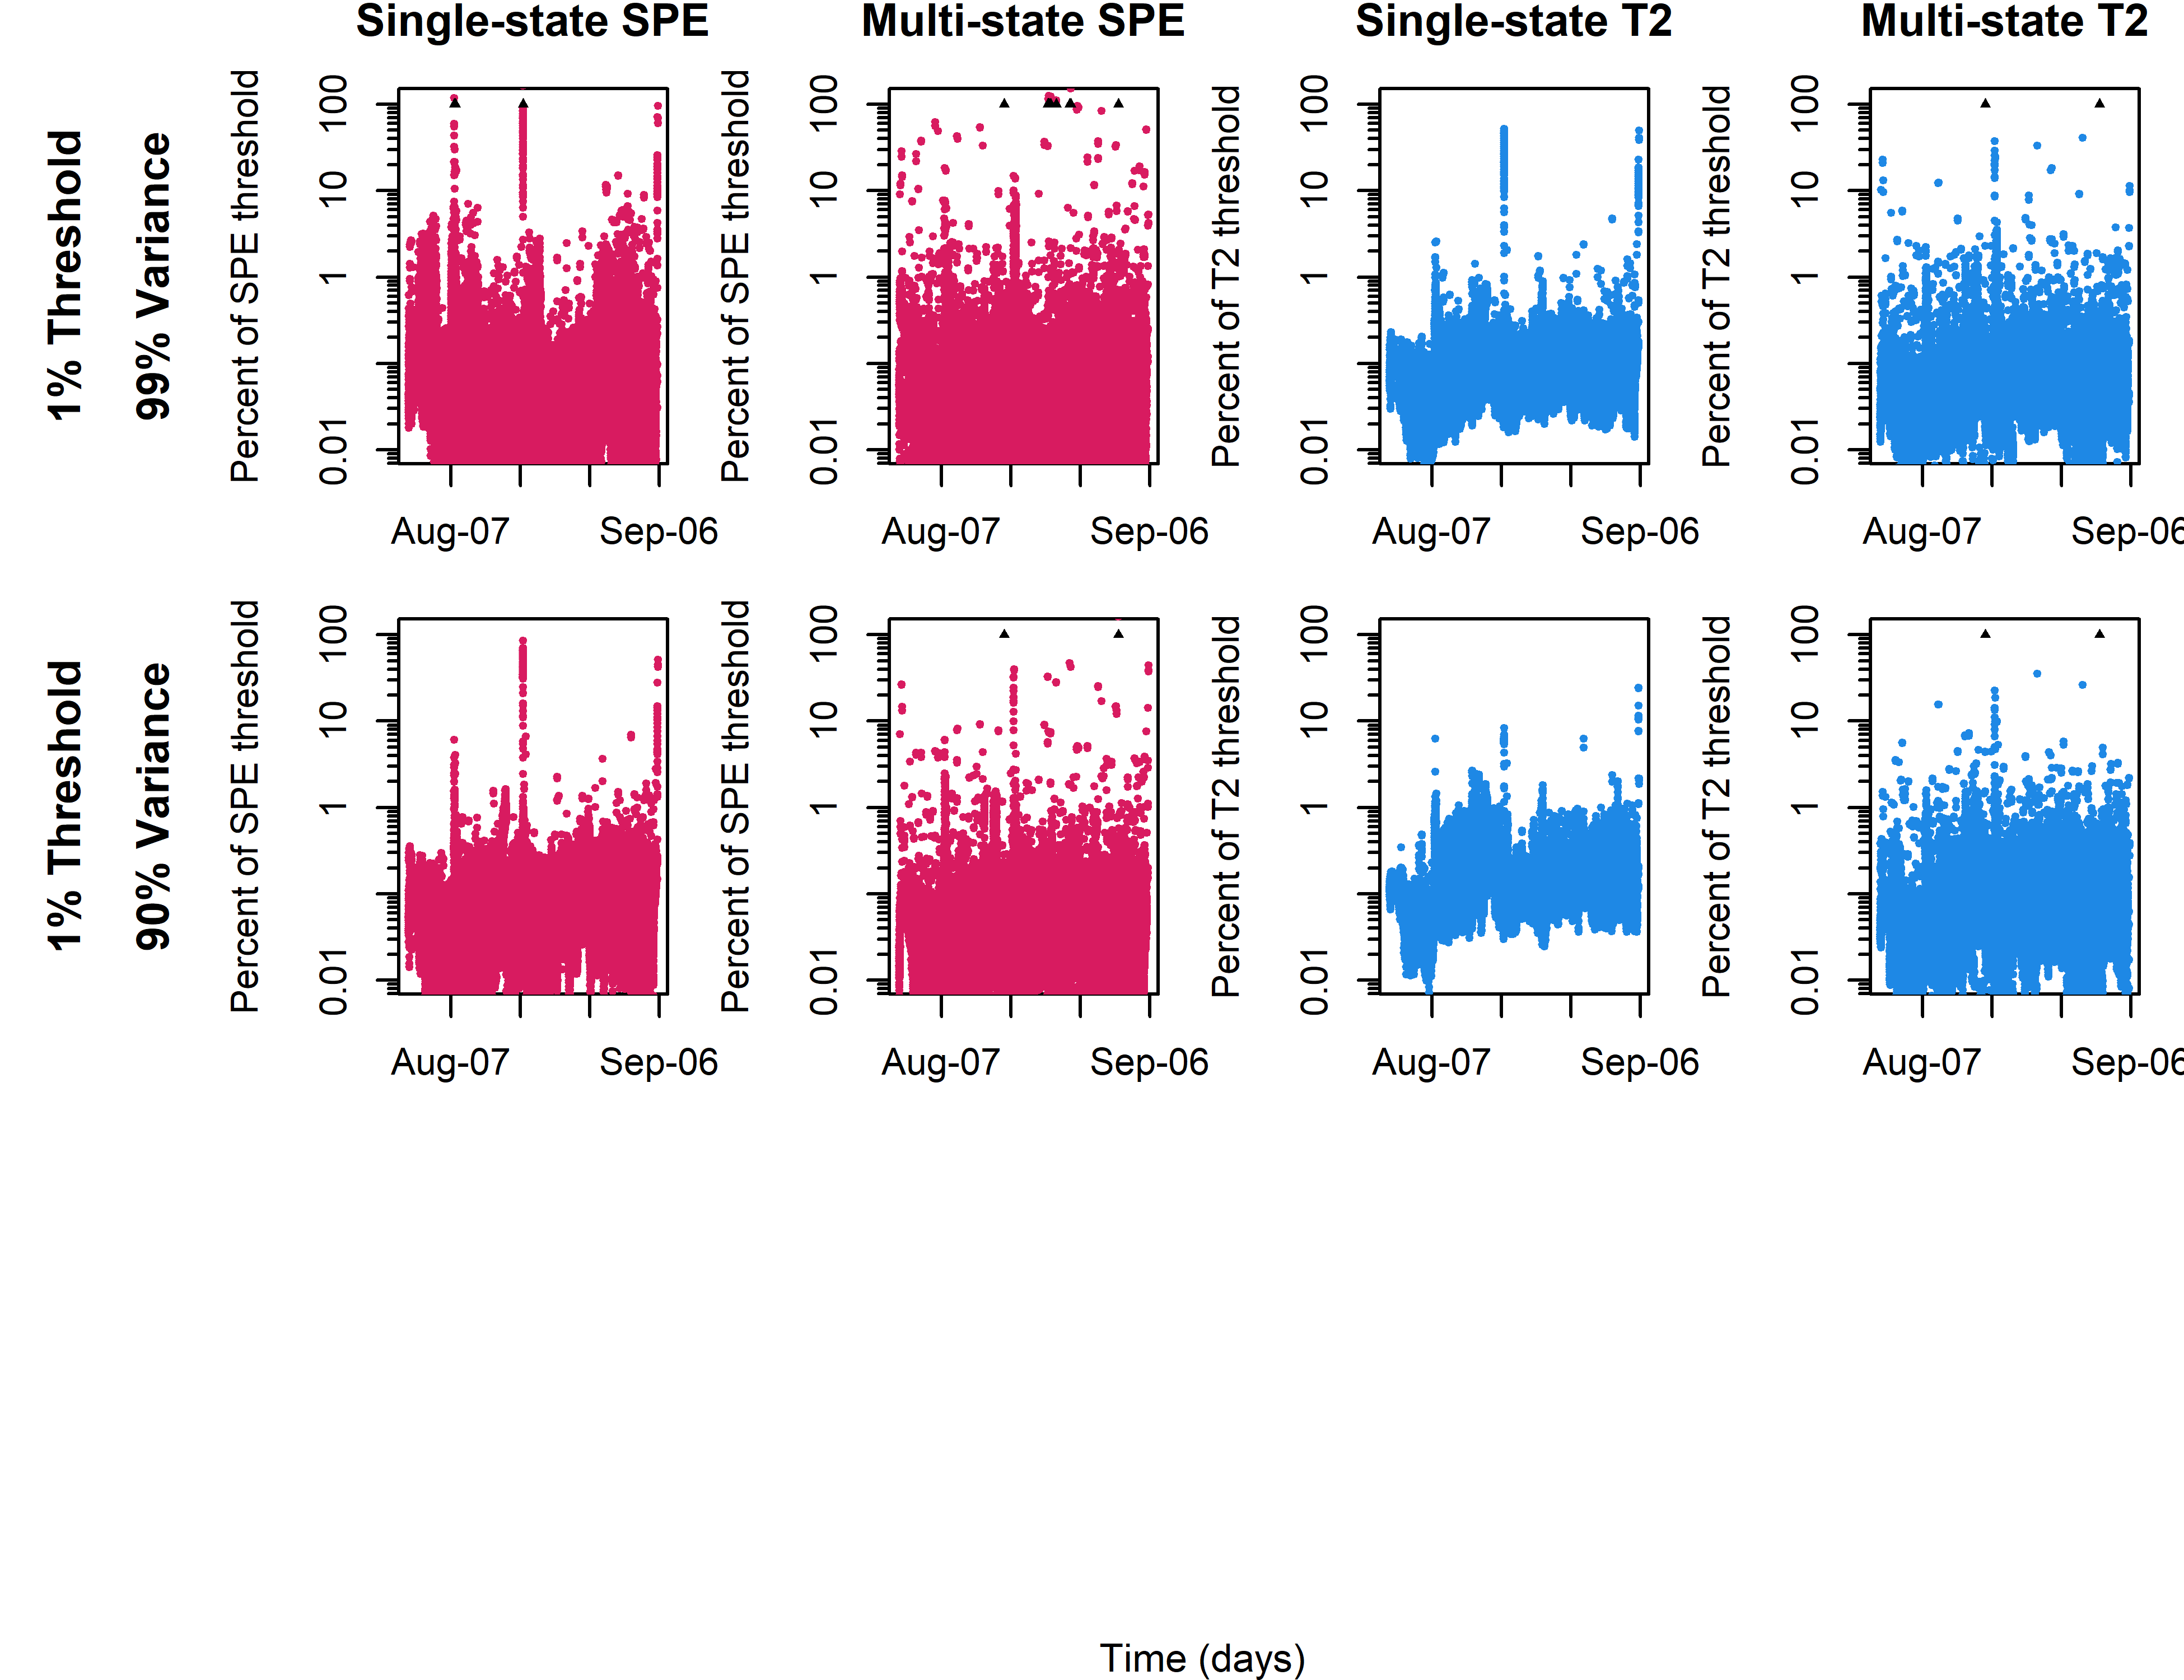 Single-state SPE
Multi-state SPE
Single-state T2
Multi-state T2
1% Threshold
99% Variance
Percent of SPE threshold
100
10
1
0.01
Aug-07
Sep-06
Percent of SPE threshold
100
10
1
0.01
Aug-07
Sep-06
Percent of T2 threshold
100
10
1
0.01
Aug-07
Sep-06
Percent of T2 threshold
100
10
1
0.01
Aug-07
Sep-06
1% Threshold
90% Variance
Percent of SPE threshold
100
10
1
0.01
Aug-07
Sep-06
Percent of SPE threshold
100
10
1
0.01
Aug-07
Sep-06
Percent of T2 threshold
100
10
1
0.01
Aug-07
Sep-06
Percent of T2 threshold
100
10
1
0.01
Aug-07
Sep-06
Time (days)